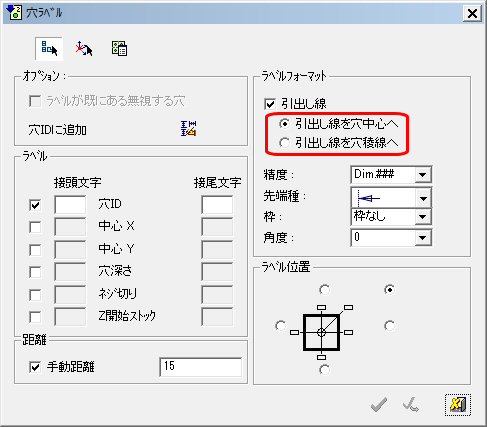 穴ラベル
オプション：
ラベルが既にある無視する穴
穴IDに追加
ラベル
接頭文字
接尾文字
穴ID
中心 X
中心 Y
穴深さ
ネジ切り
Z開始ストック
距離
手動距離
15
ラベルフォーマット
引出し線
引出し線を穴中心へ
引出し線を穴稜線へ
精度：
Dim.###
先端種：
枠：
枠なし
角度：
0
ラベル位置